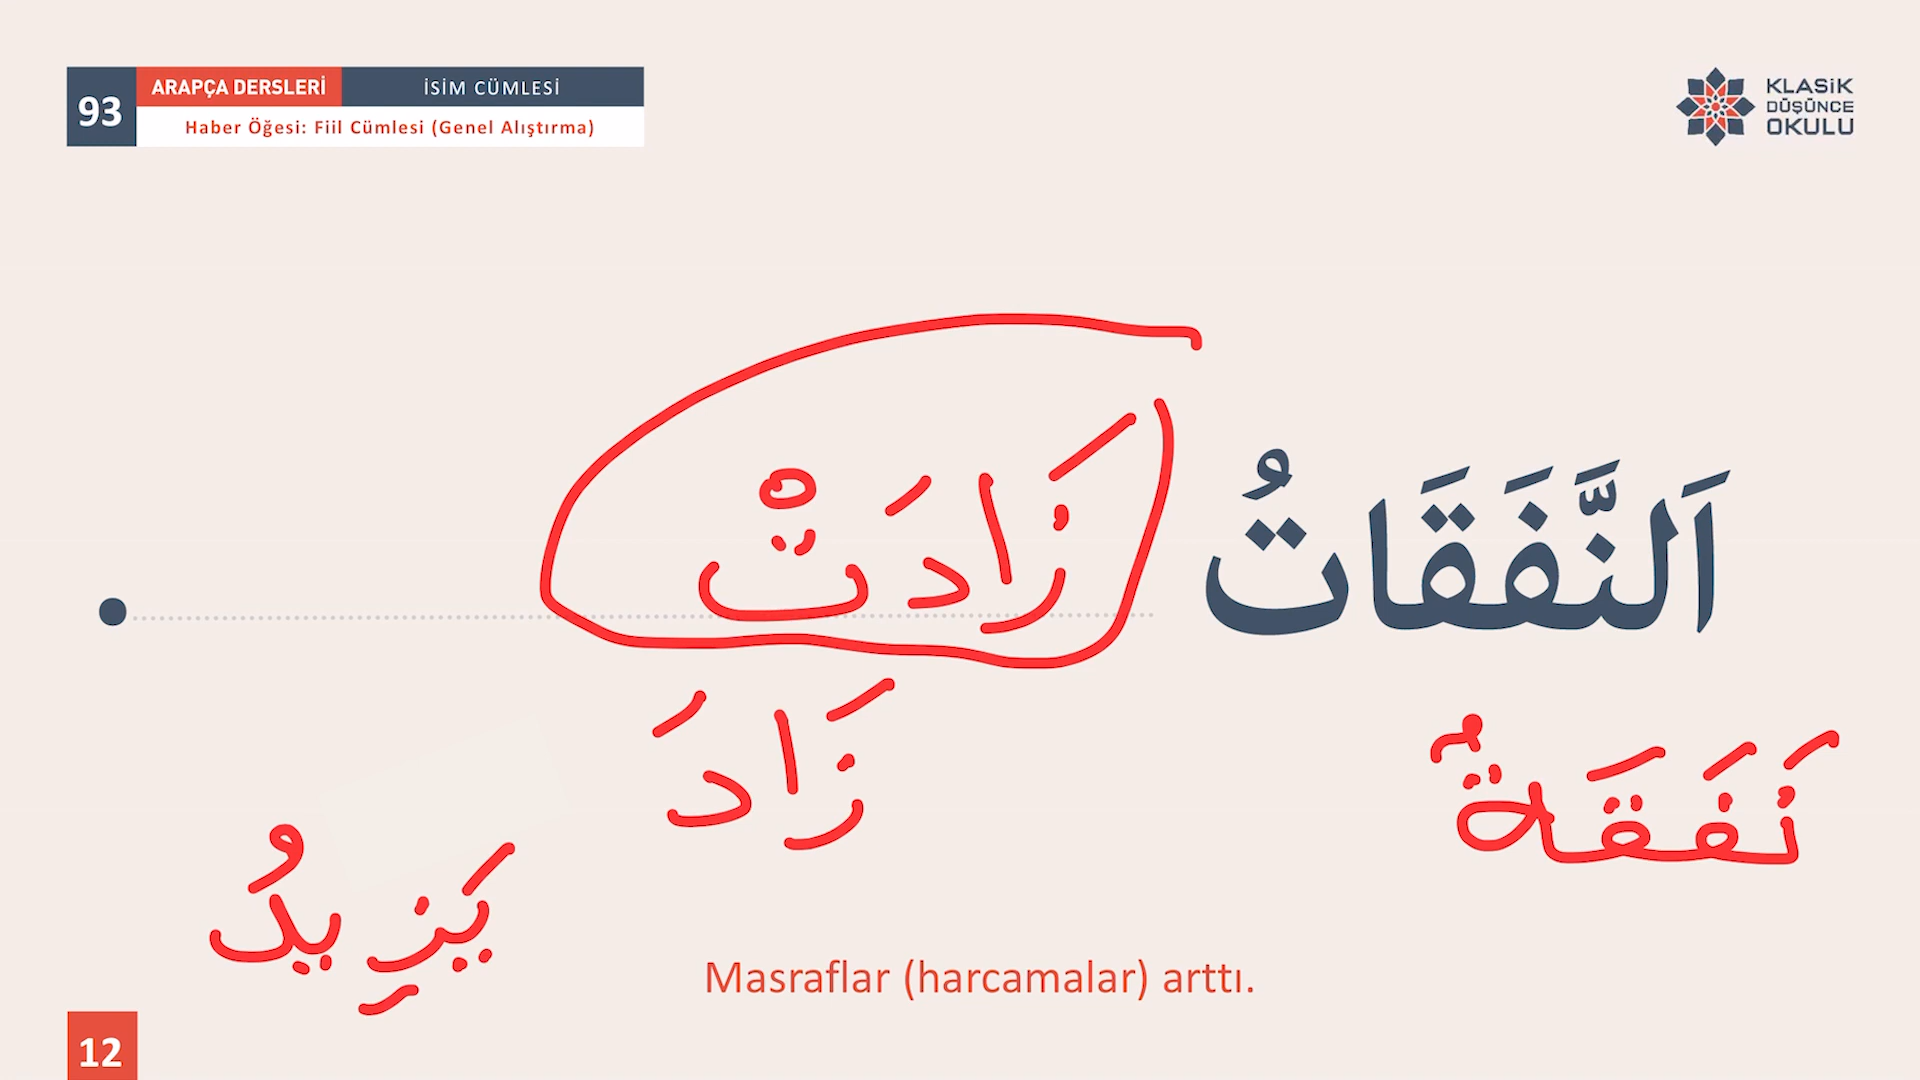 93
ARAPÇA DERSLERİ
İSİM CÜMLESİ
Haber Öğesi: Fiil Cümlesi (Genel Alıştırma)
KLASİK
DÜŞÜNCE
OKULU
اَلنَّفَقَاتُ زَادَتْ
زَادَ
نَفَقَةٌ
يَزِيدُ
Masraflar (harcamalar) arttı.
12